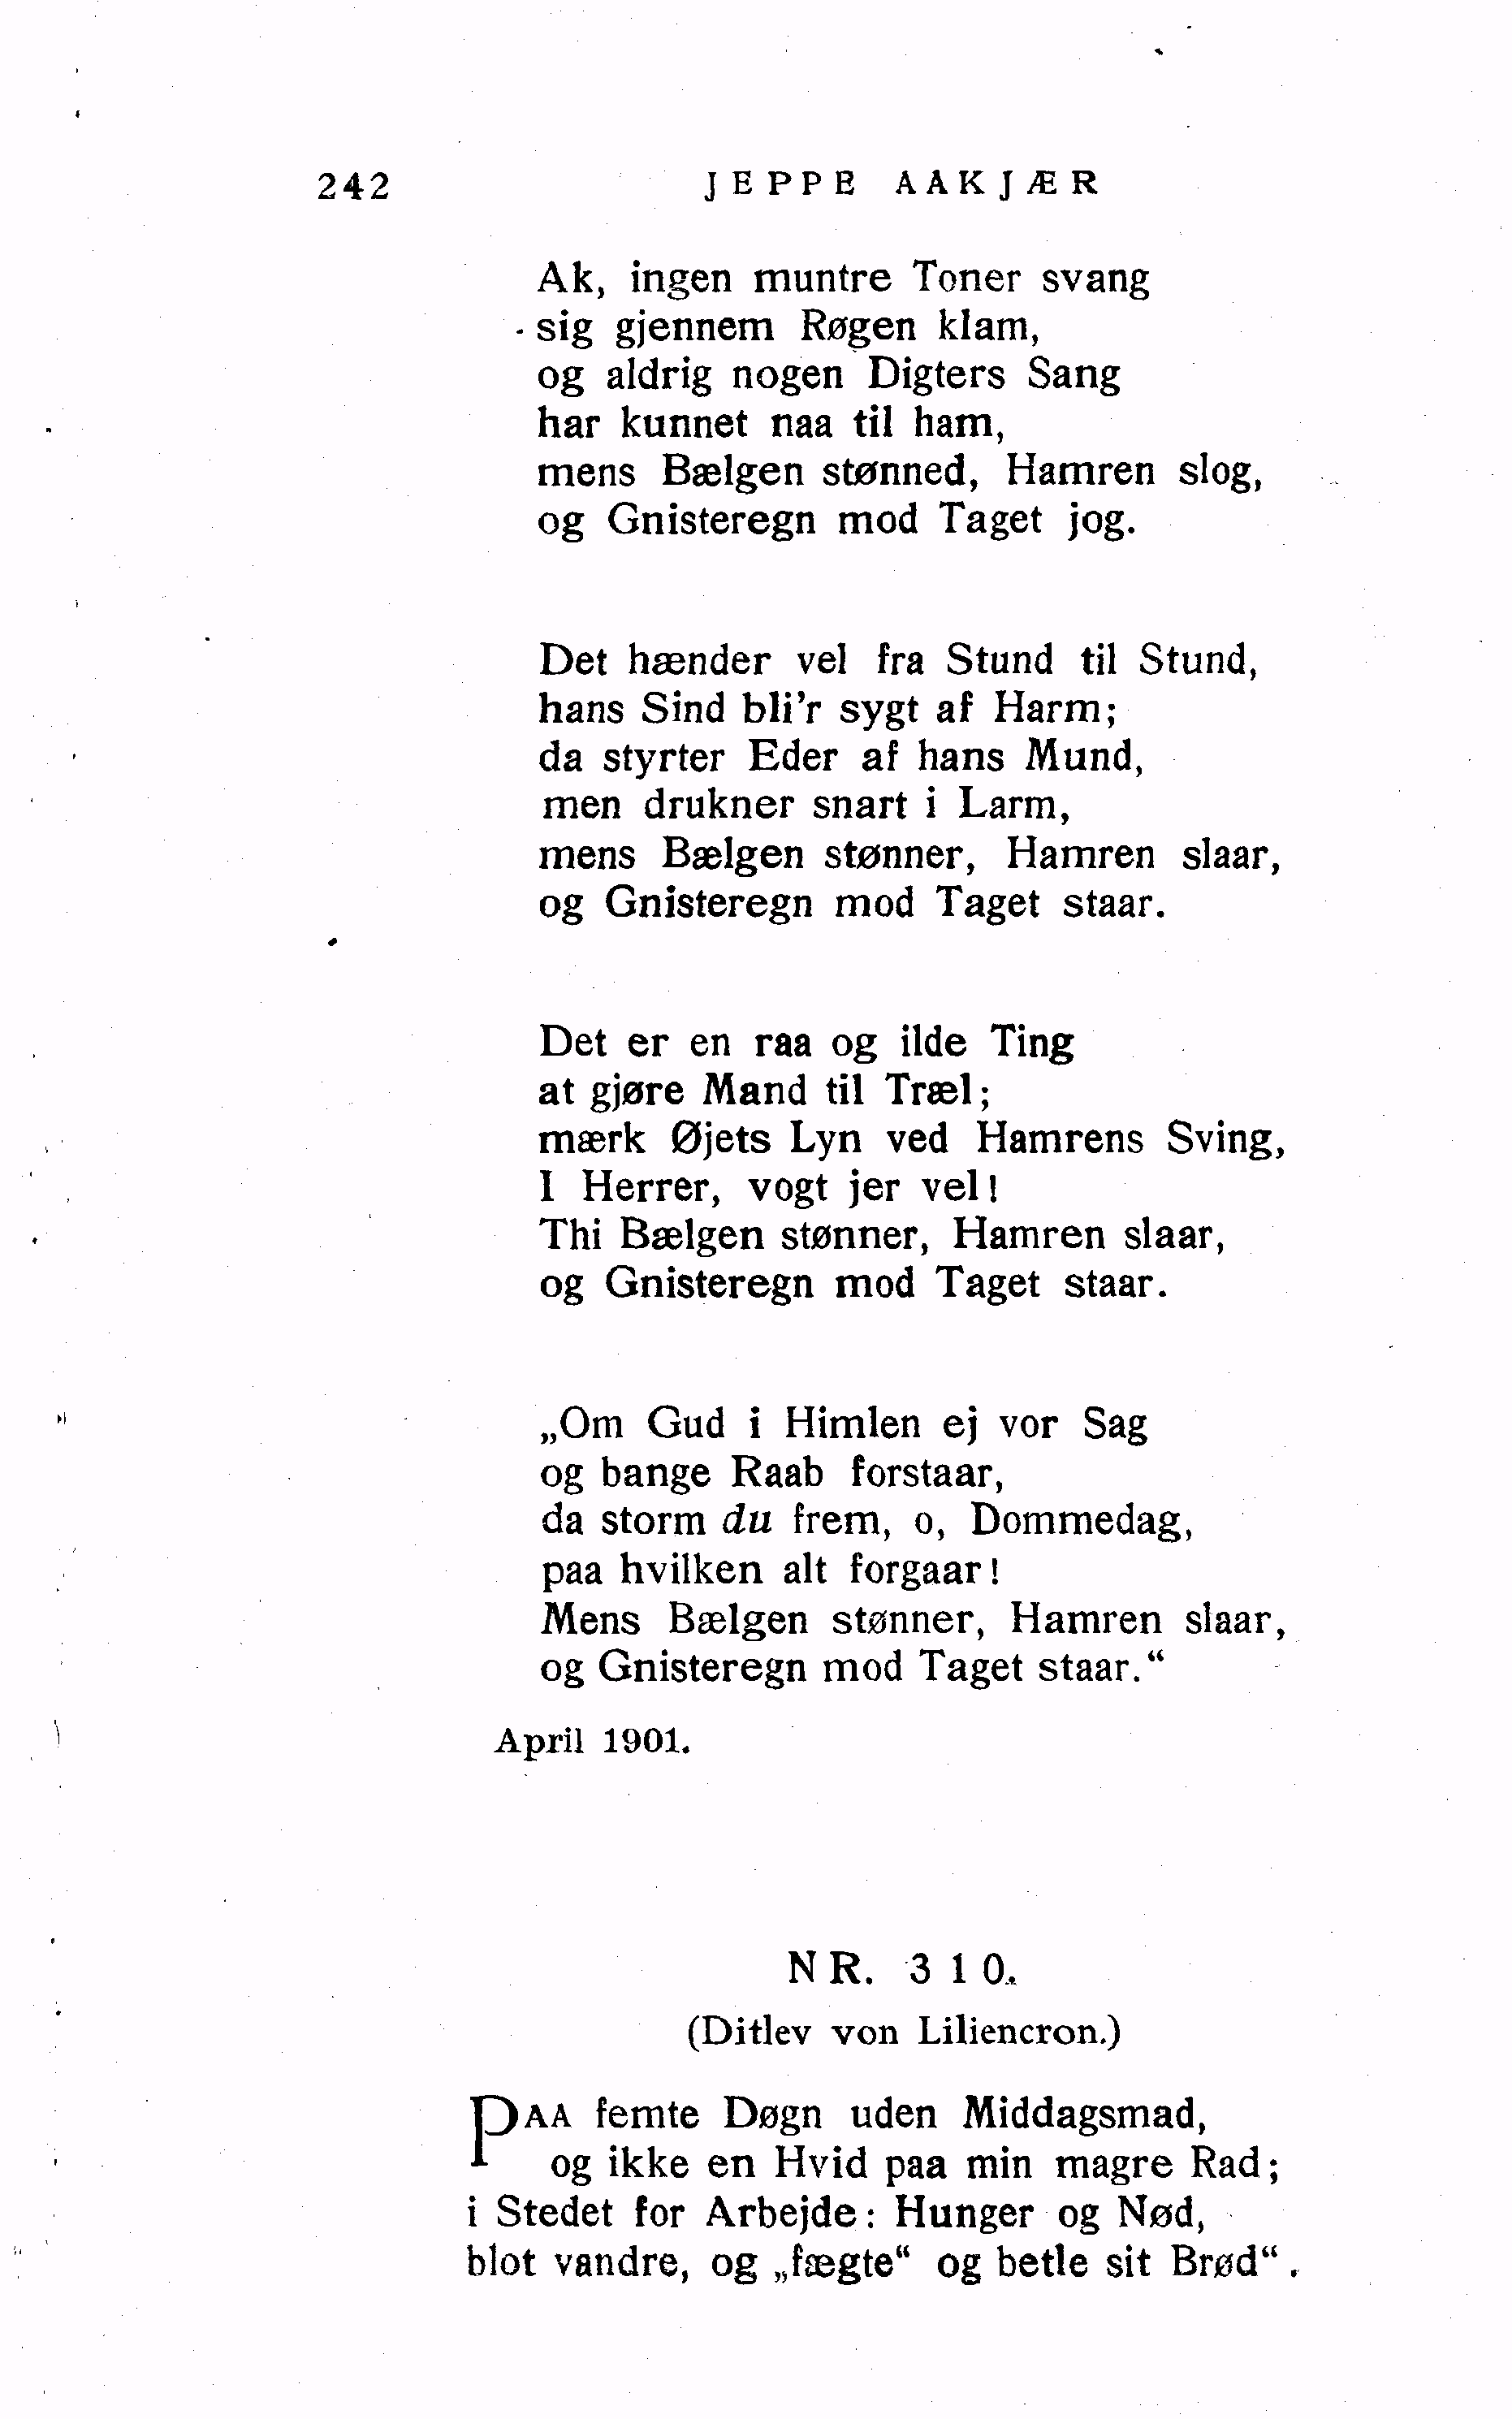 242 JEPPE AAKJÆR
Ak, ingen muntre Toner svang
sig gjennem Røgen klam,
og aldrig nogen Digters Sang
har kunnet naa til ham,
mens Bælgen stønned, Hamren slog,
og Gnisteregn mod Taget jog.
Det hænder vel fra Stund til Stund,
hans Sind bli'r sygt af Harm;
da styrter Eder af hans Mund,
men drukner snart i Larm,
mens Bælgen stønner, Hamren slaar,
og Gnisteregn mod Taget staar.
Det er en raa og ilde Ting
at gjøre Mand til Træl;
mærk Øjets Lyn ved Hamrens Sving,
I Herrer, vogt jer vel!
Thi Bælgen stønner, Hamren slaar,
og Gnisteregn mod Taget staar.
„Om Gud i Himlen ej vor Sag
og bange Raab forstaar,
da storm du frem, o, Dommedag,
paa hvilken alt forgaar!
Mens Bælgen stønner, Hamren slaar,
og Gnisteregn mod Taget staar.“
April 1901.
NR. 310.
(Ditlev von Liliencron.)
PAA femte Døgn uden Middagsmad,
og ikke en Hvid paa min magre Rad;
i Stedet for Arbejde: Hunger og Nød,
blot vandre, og „fægte“ og betle sit Brød“.